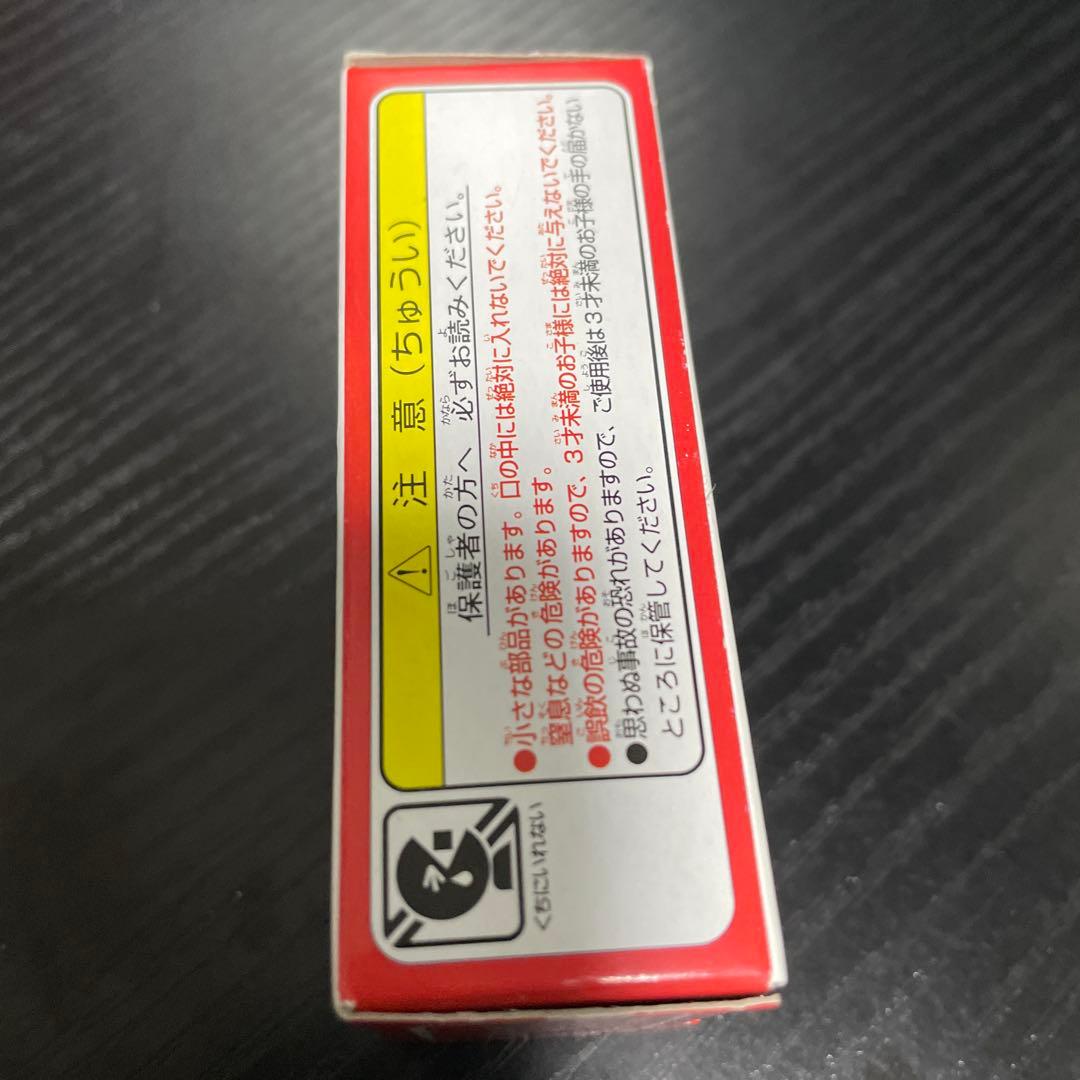 ⚠ 注 意 (ちゅうい)
保護者の方へ 必ずお読みください。
●小さな部品があります。口の中には絶対に入れないでください。
窒息などの危険があります。
●誤飲の危険がありますので、3才未満のお子様には絶対に与えないでください。
●思わぬ事故の恐れがありますので、ご使用後は3才未満のお子様の手の届かない
ところに保管してください。
くちにいれない